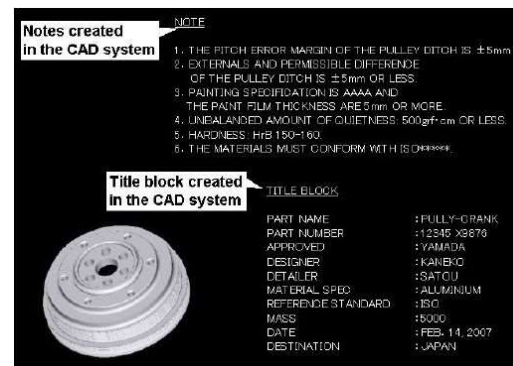 Notes created
in the CAD system
NOTE
1. THE PITCH ERROR MARGIN OF THE PULLEY DITCH IS ±5mm
2. EXTERNALS AND PERMISSIBLE DIFFERENCE
OF THE PULLEY DITCH IS ±5mm OR LESS.
3. PAINTING SPECIFICATION IS AAAA AND
THE PAINT FILM THICKNESS ARE 5mm OR MORE.
4. UNBALANCED AMOUNT OF QUIETNESS: 500grf·cm OR LESS.
5. HARDNESS: HrB 150-160.
6. THE MATERIALS MUST CONFORM WITH ISO*****.
Title block created
in the CAD system
TITLE BLOCK
PART NAME :PULLY-CRANK
PART NUMBER :12345 X9876
APPROVED :YAMADA
DESIGNER :KANEKO
DETAILER :SATOU
MATERIAL SPEC :ALUMINIUM
REFERENCE STANDARD :ISO
MASS :5000
DATE :FEB. 14, 2007
DESTINATION :JAPAN